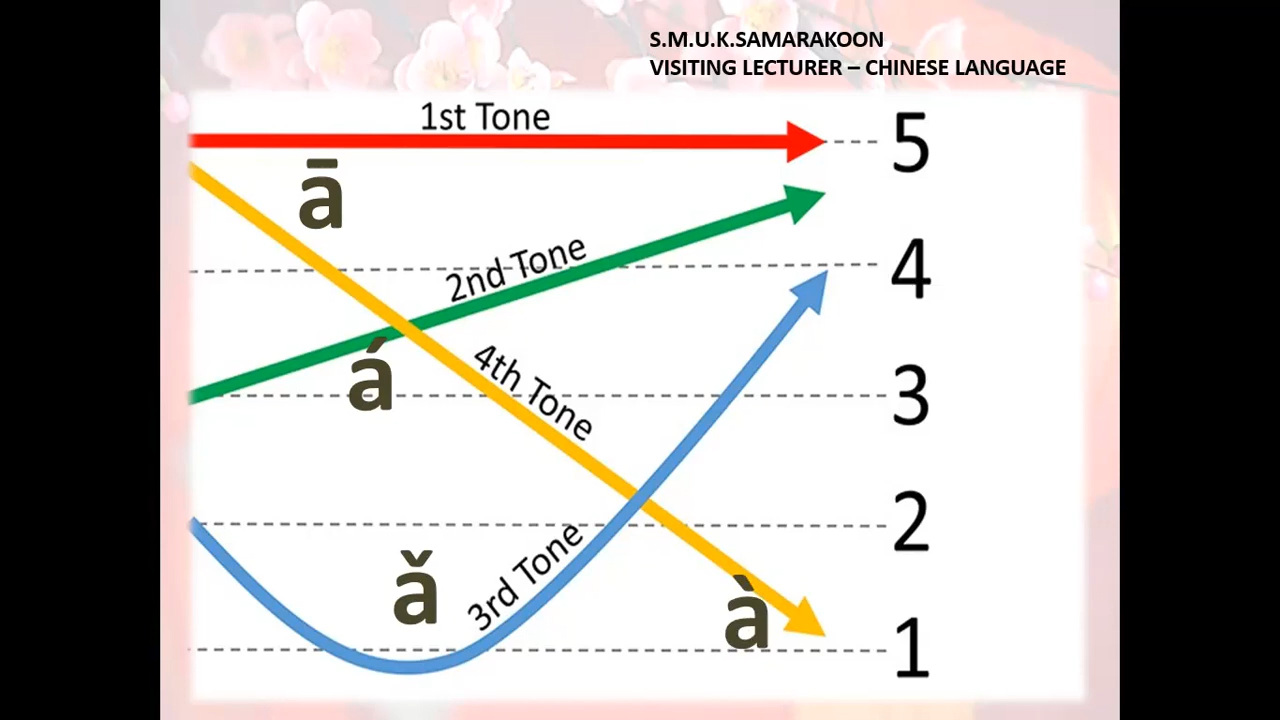 S.M.U.K.SAMARAKOON
VISITING LECTURER – CHINESE LANGUAGE
1st Tone
5
ā
2nd Tone
4
á
4th Tone
3
2
ǎ
3rd Tone
à
1